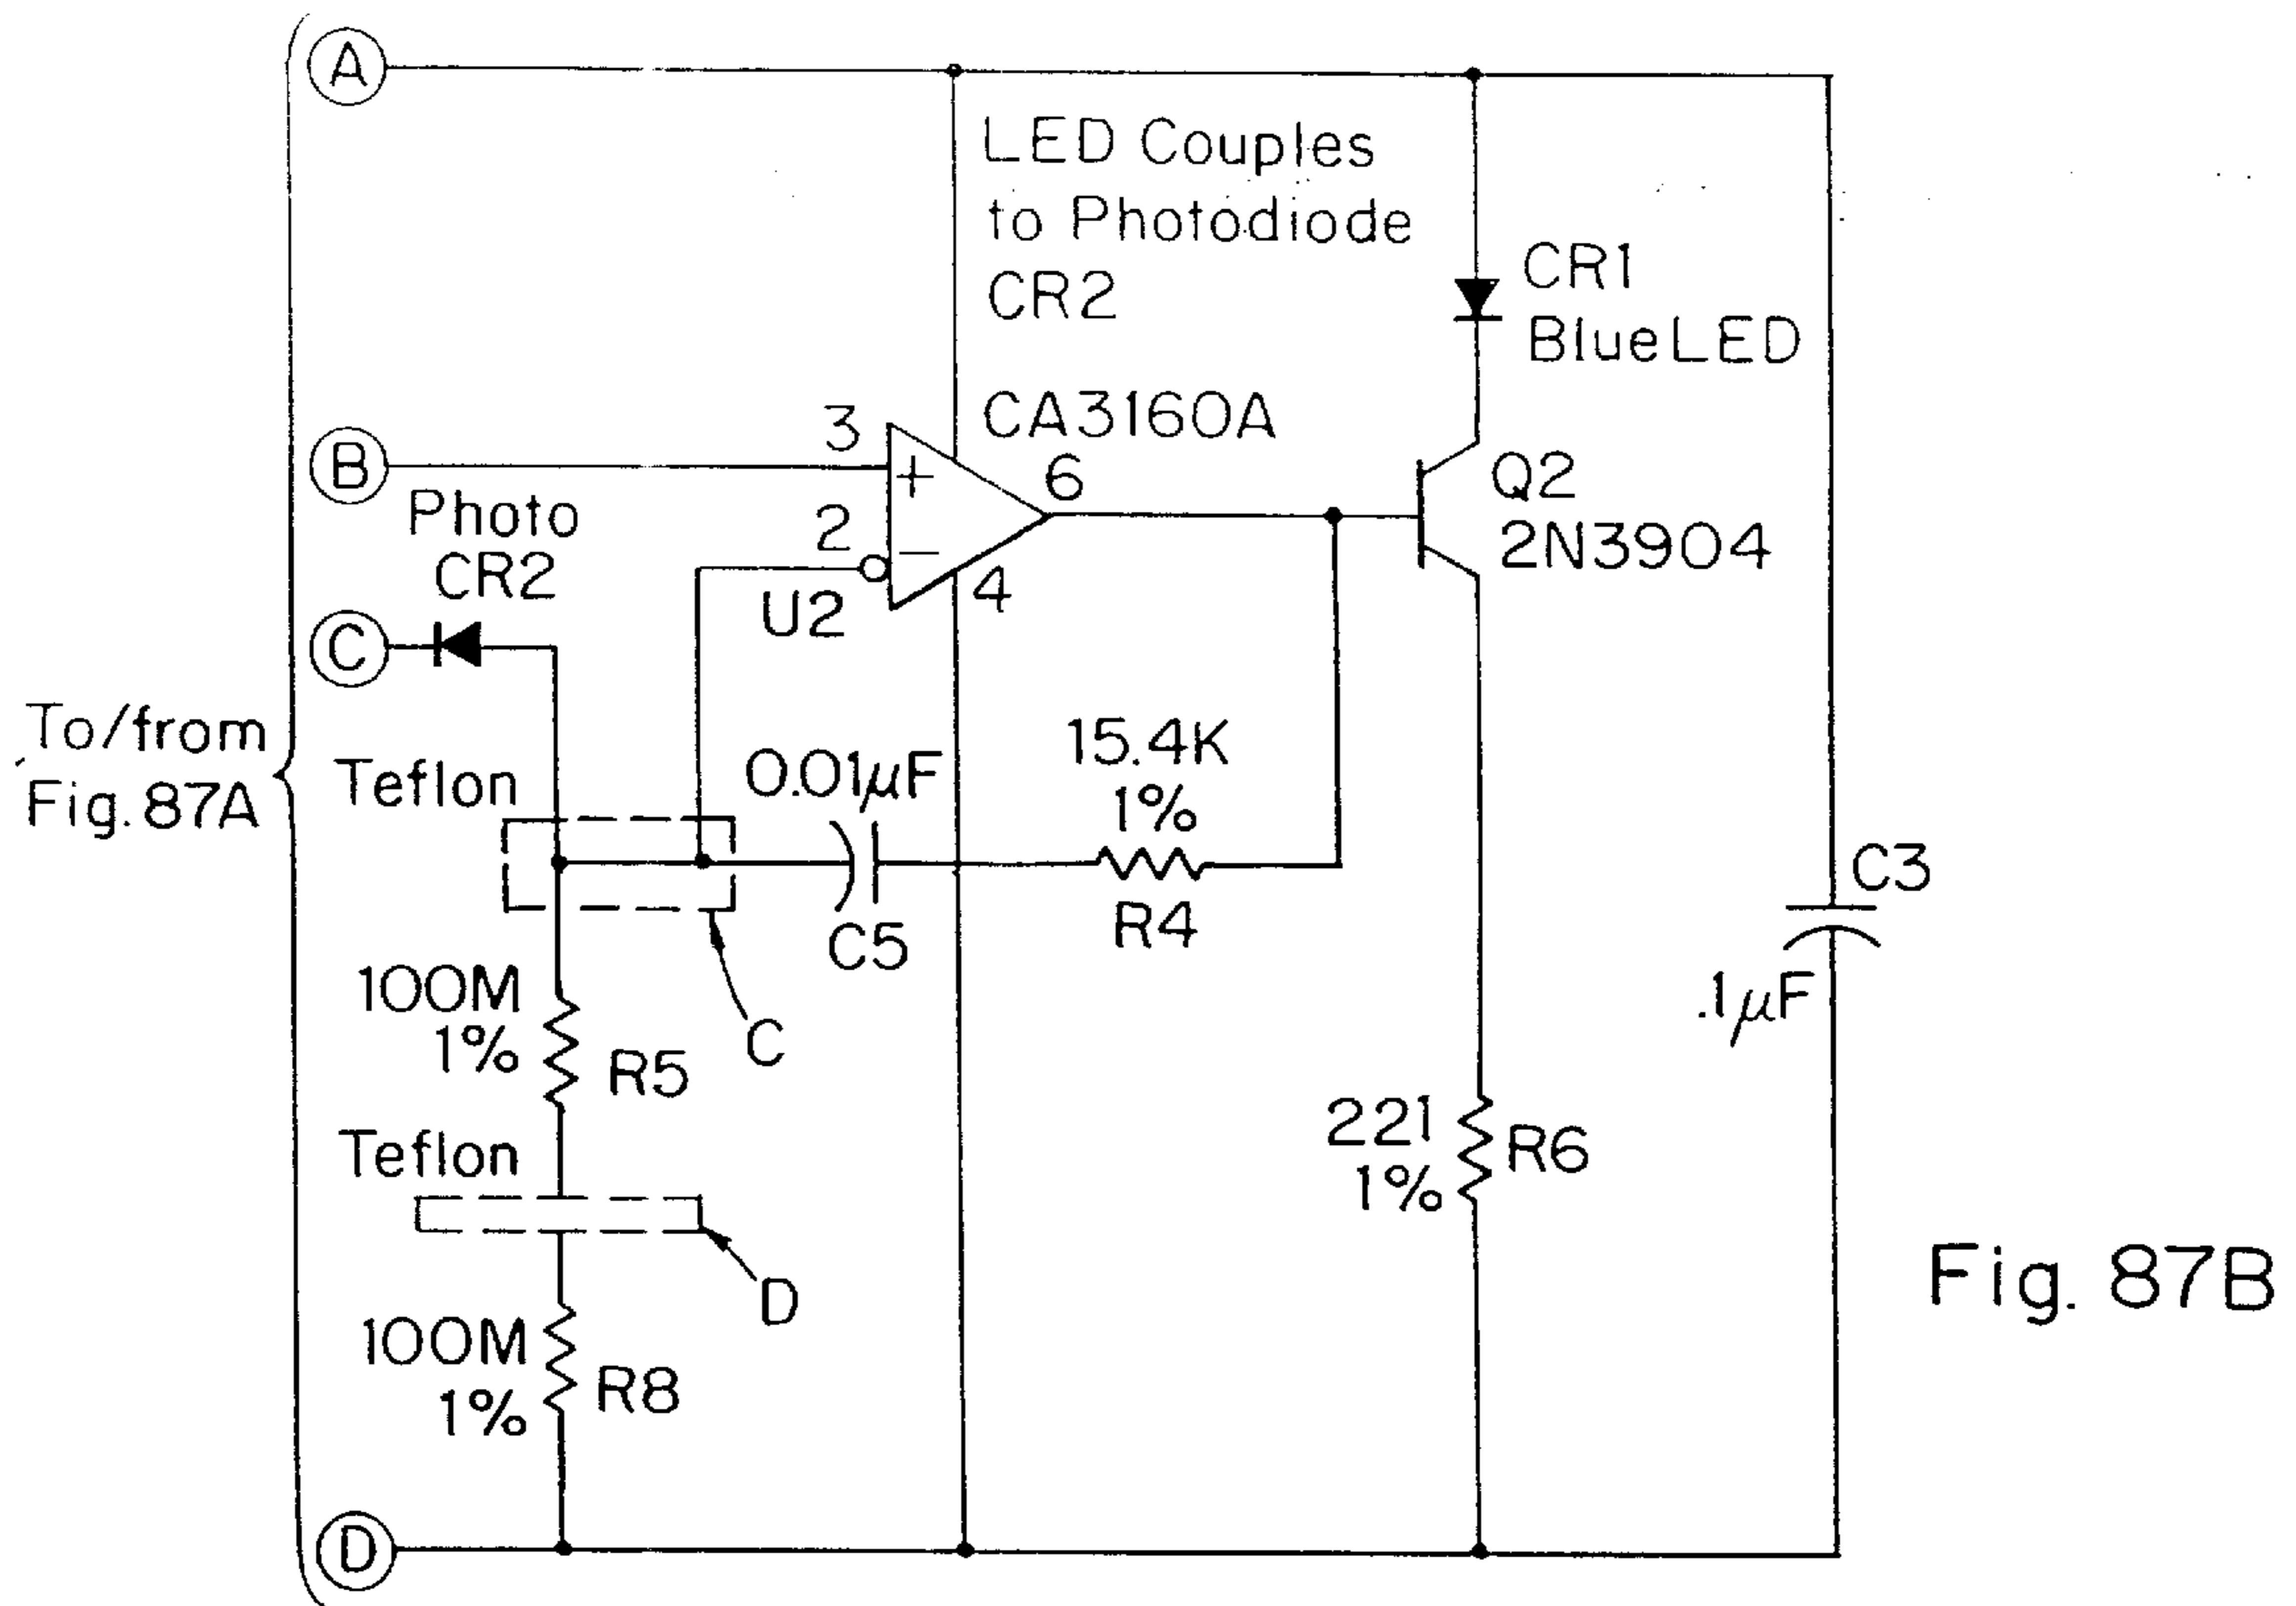 A
LED Couples
to Photodiode
CR2
CR1
Blue LED
CA3160A
B
3
+
6
2
−
4
U2
Q2
2N3904
Photo
CR2
C
To/from
Fig. 87A
Teflon
0.01μF
C5
15.4K
1%
R4
C
C3
.1μF
100M
1%
R5
Teflon
D
221
1%
R6
100M
1%
R8
D
Fig. 87B